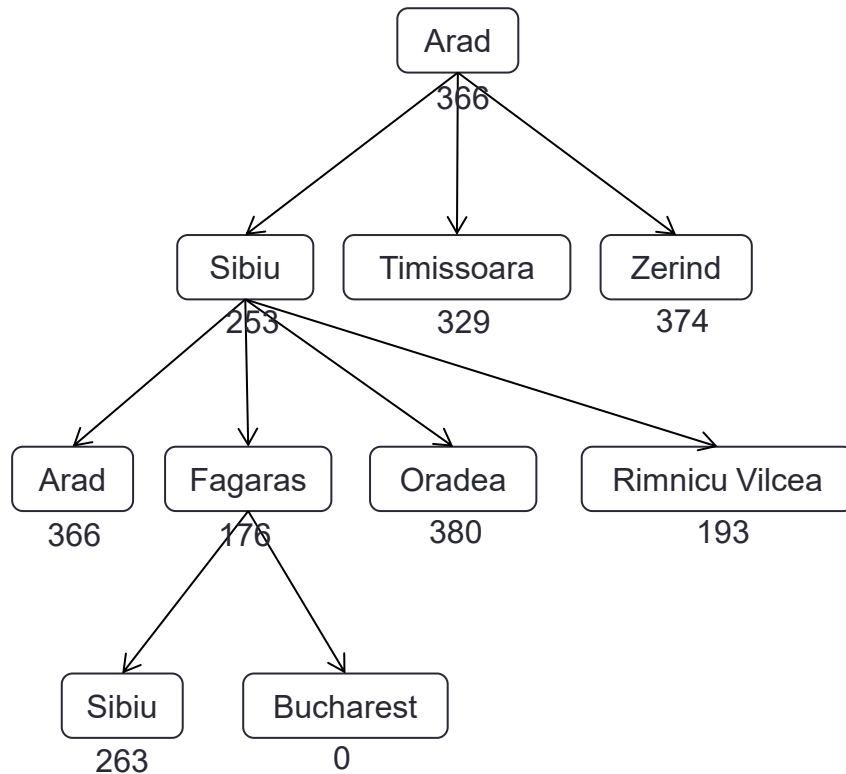 Arad
366
Sibiu
Timissoara
Zerind
253
329
374
Arad
Fagaras
Oradea
Rimnicu Vilcea
366
176
380
193
Sibiu
Bucharest
263
0